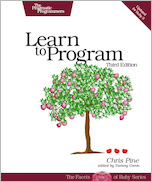 The
Pragmatic
Programmers
Learn
to Program
Third Edition
Chris Pine
edited by Tammy Coron
The Facets
of Ruby Series